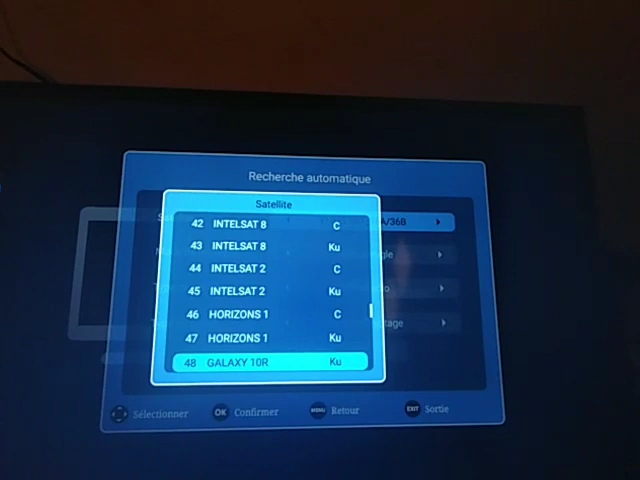 Recherche automatique
Satellite
A/36B
42 INTELSAT 8 C
43 INTELSAT 8 Ku
44 INTELSAT 2 C
45 INTELSAT 2 Ku
46 HORIZONS 1 C
47 HORIZONS 1 Ku
48 GALAXY 10R Ku
Sélectionner
OK Confirmer
MENU Retour
EXIT Sortie